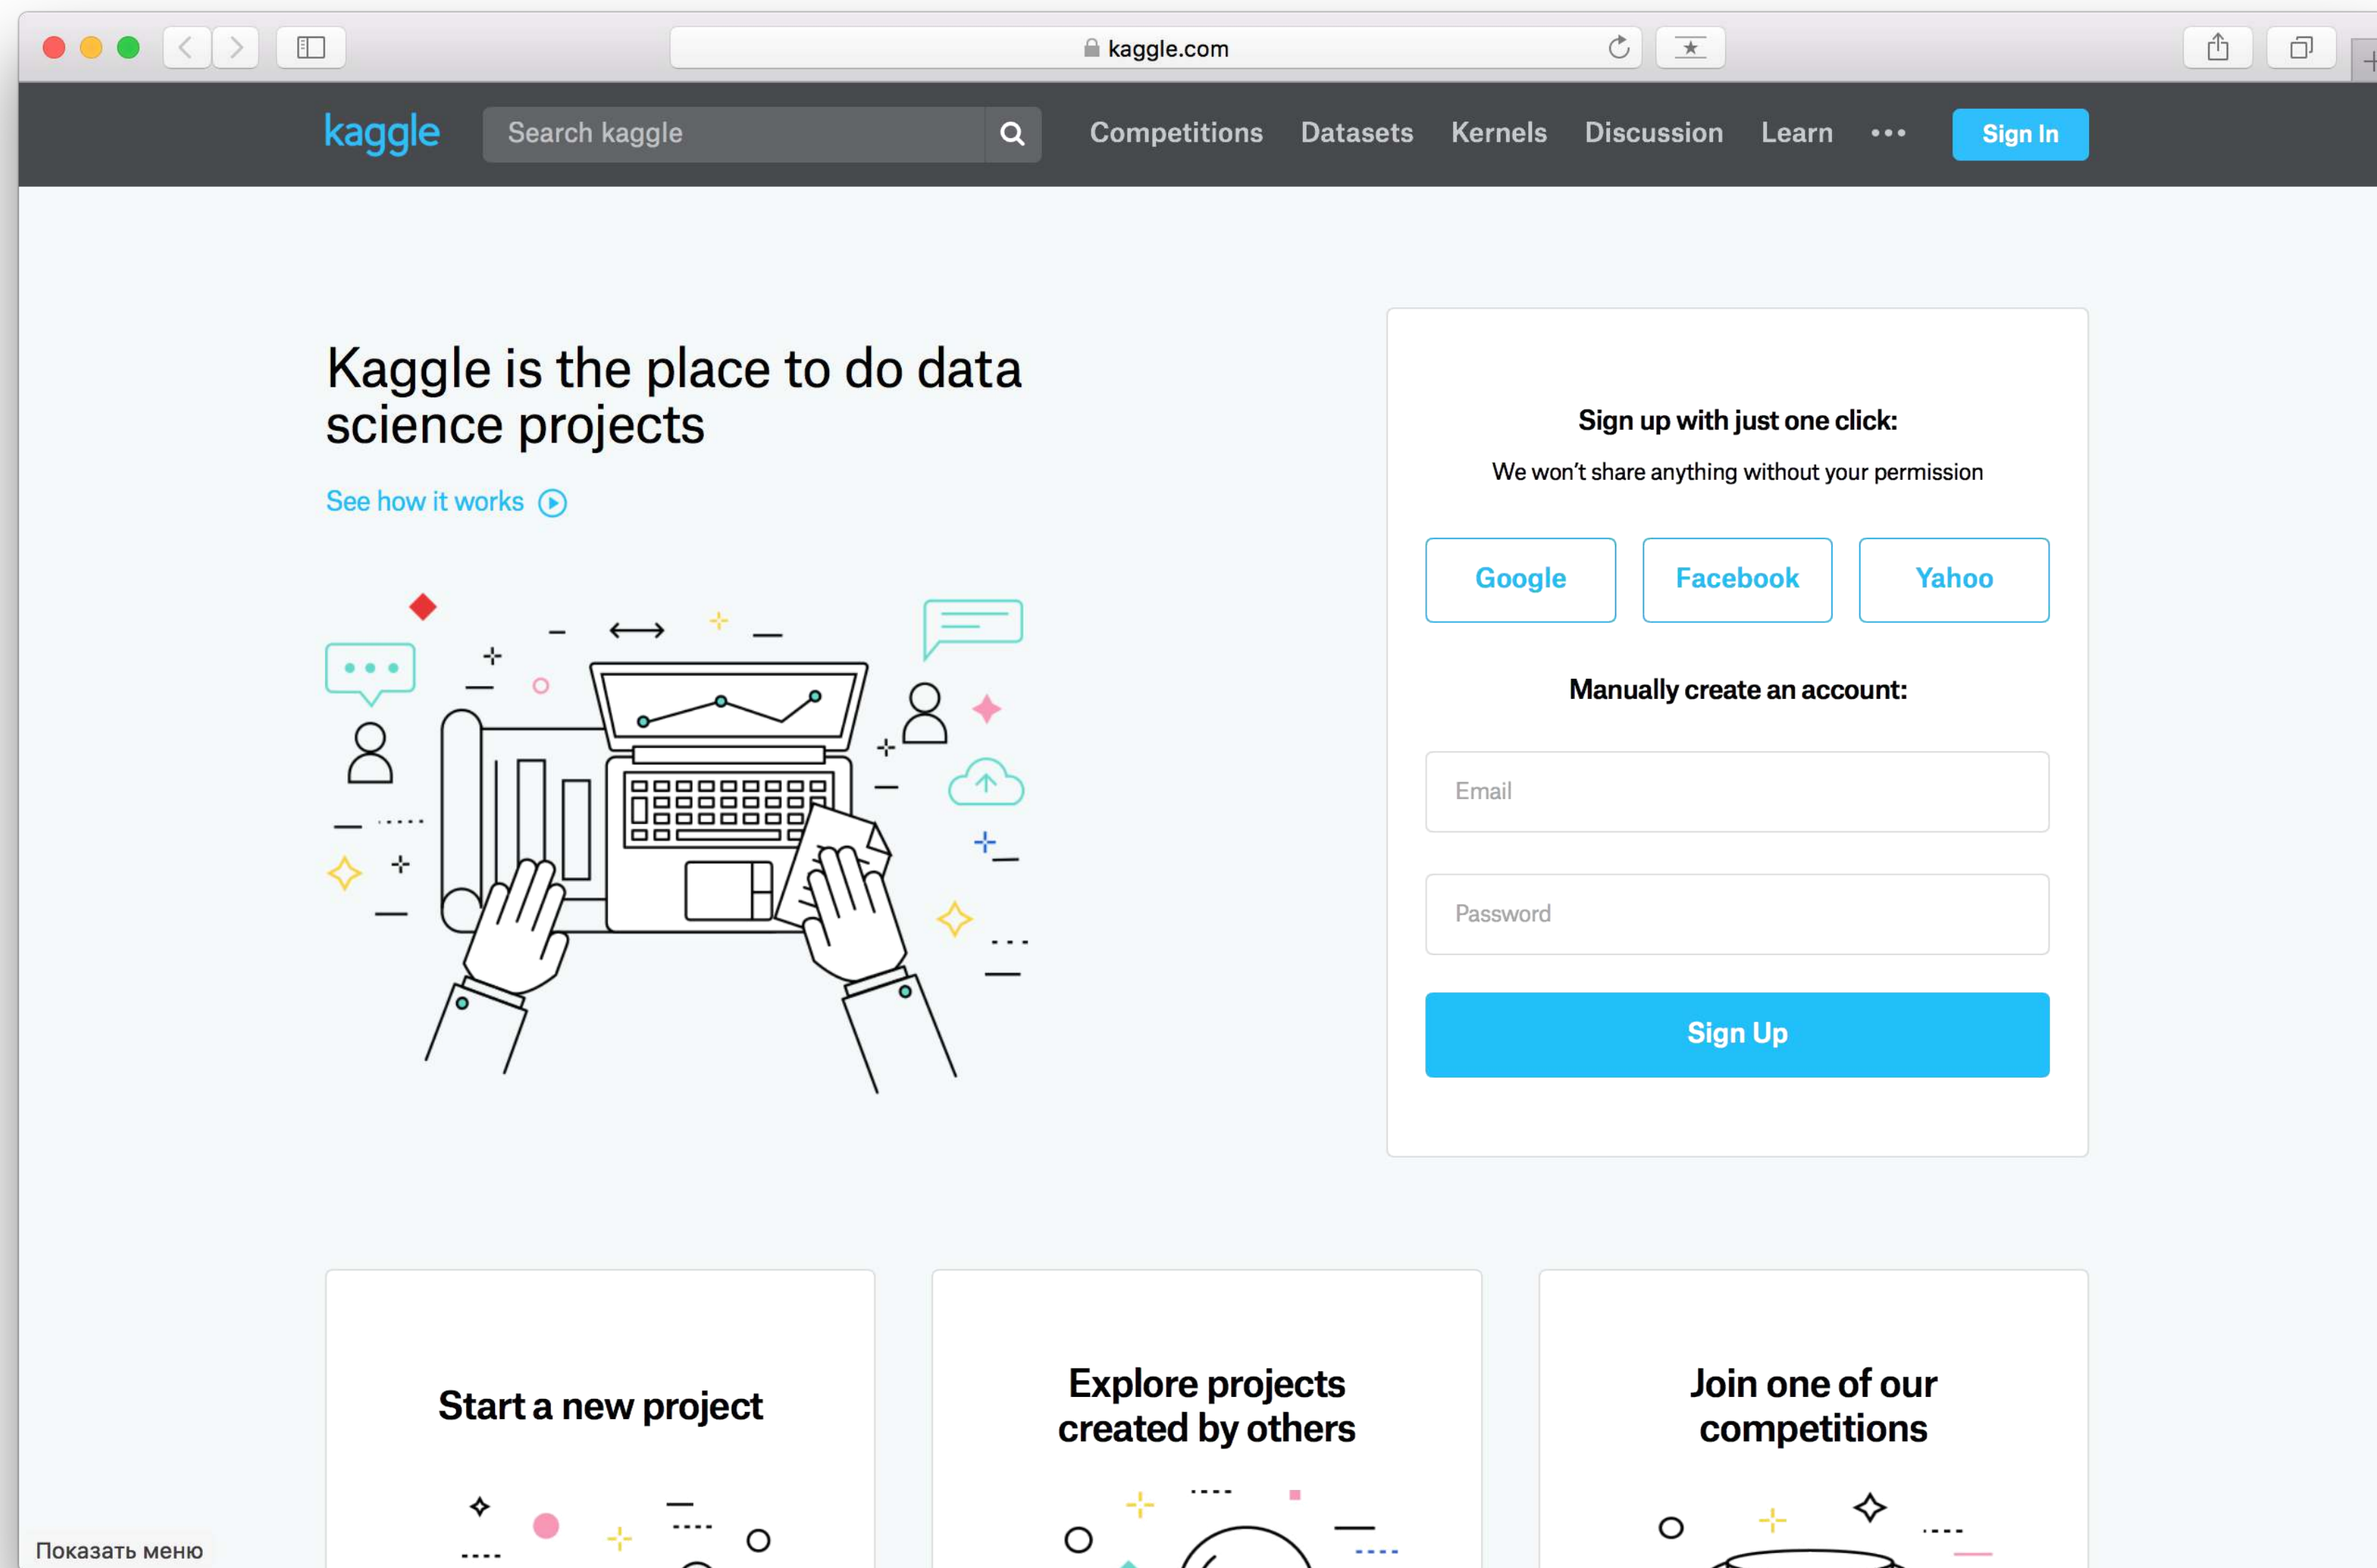 kaggle.com
kaggle
Search kaggle
Competitions Datasets Kernels Discussion Learn
Sign In
Kaggle is the place to do data
science projects
See how it works
Sign up with just one click:
We won't share anything without your permission
Google Facebook Yahoo
Manually create an account:
Email
Password
Sign Up
Start a new project
Explore projects
created by others
Join one of our
competitions
Показать меню